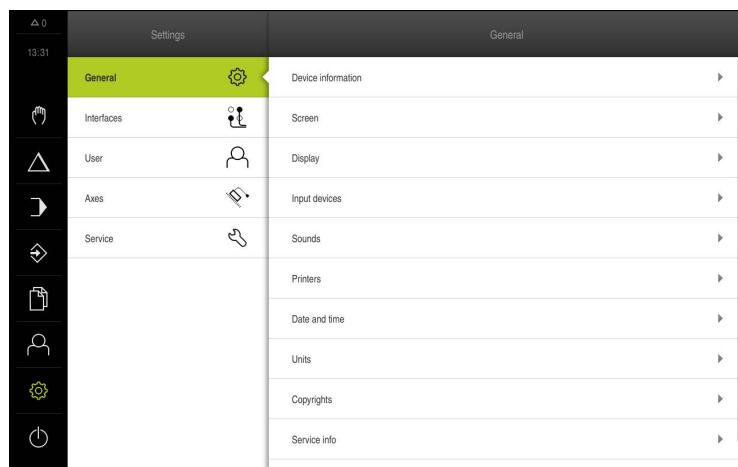 △ 0
13:31
Settings
General
General
Interfaces
User
Axes
Service
Device information
Screen
Display
Input devices
Sounds
Printers
Date and time
Units
Copyrights
Service info